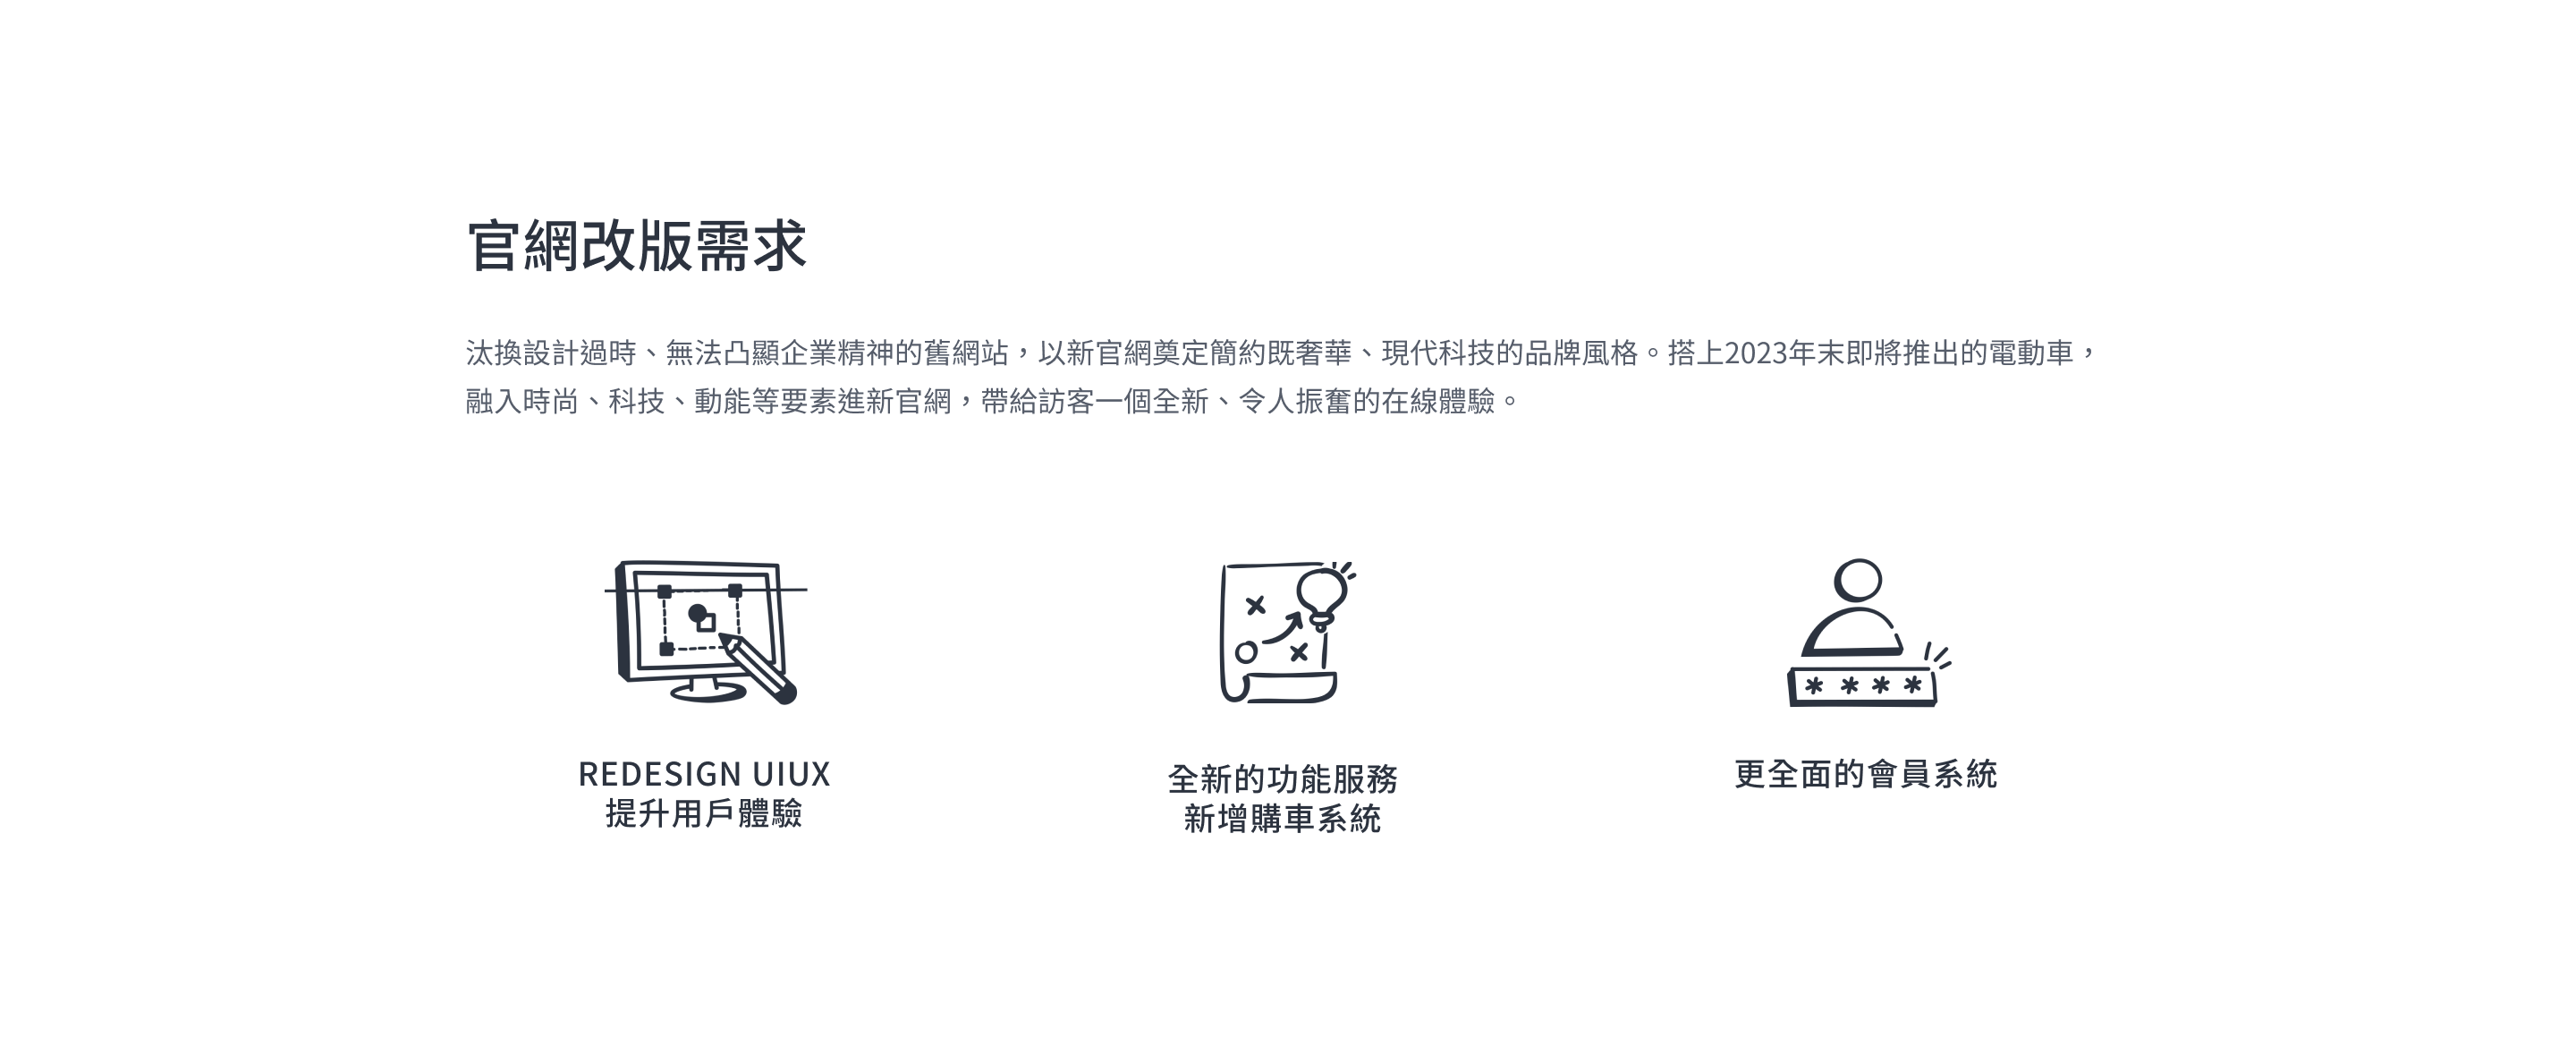 官網改版需求
汰換設計過時、無法凸顯企業精神的舊網站，以新官網奠定簡約既奢華、現代科技的品牌風格。搭上2023年末即將推出的電動車，
融入時尚、科技、動能等要素進新官網，帶給訪客一個全新、令人振奮的在線體驗。
REDESIGN UIUX
提升用戶體驗
全新的功能服務
新增購車系統
更全面的會員系統